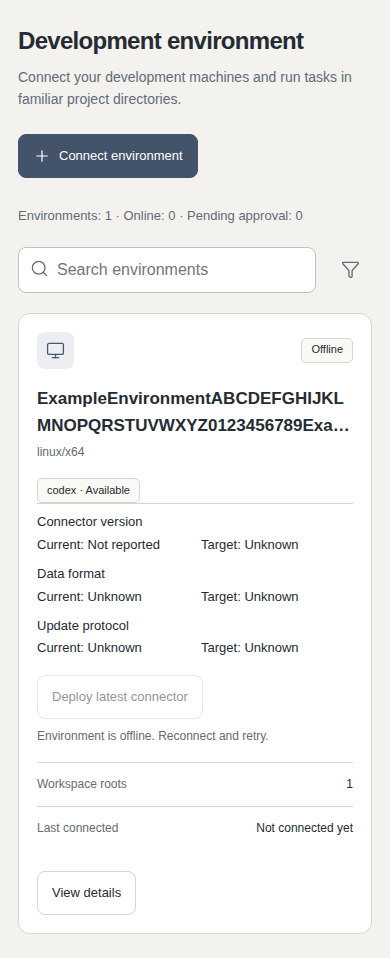 Development environment
Connect your development machines and run tasks in
familiar project directories.
Connect environment
Environments: 1 · Online: 0 · Pending approval: 0
Search environments
Offline
ExampleEnvironmentABCDEFGHIJKL
MNOPQRSTUVWXYZ0123456789Exa…
linux/x64
codex · Available
Connector version
Current: Not reported Target: Unknown
Data format
Current: Unknown Target: Unknown
Update protocol
Current: Unknown Target: Unknown
Deploy latest connector
Environment is offline. Reconnect and retry.
Workspace roots 1
Last connected Not connected yet
View details